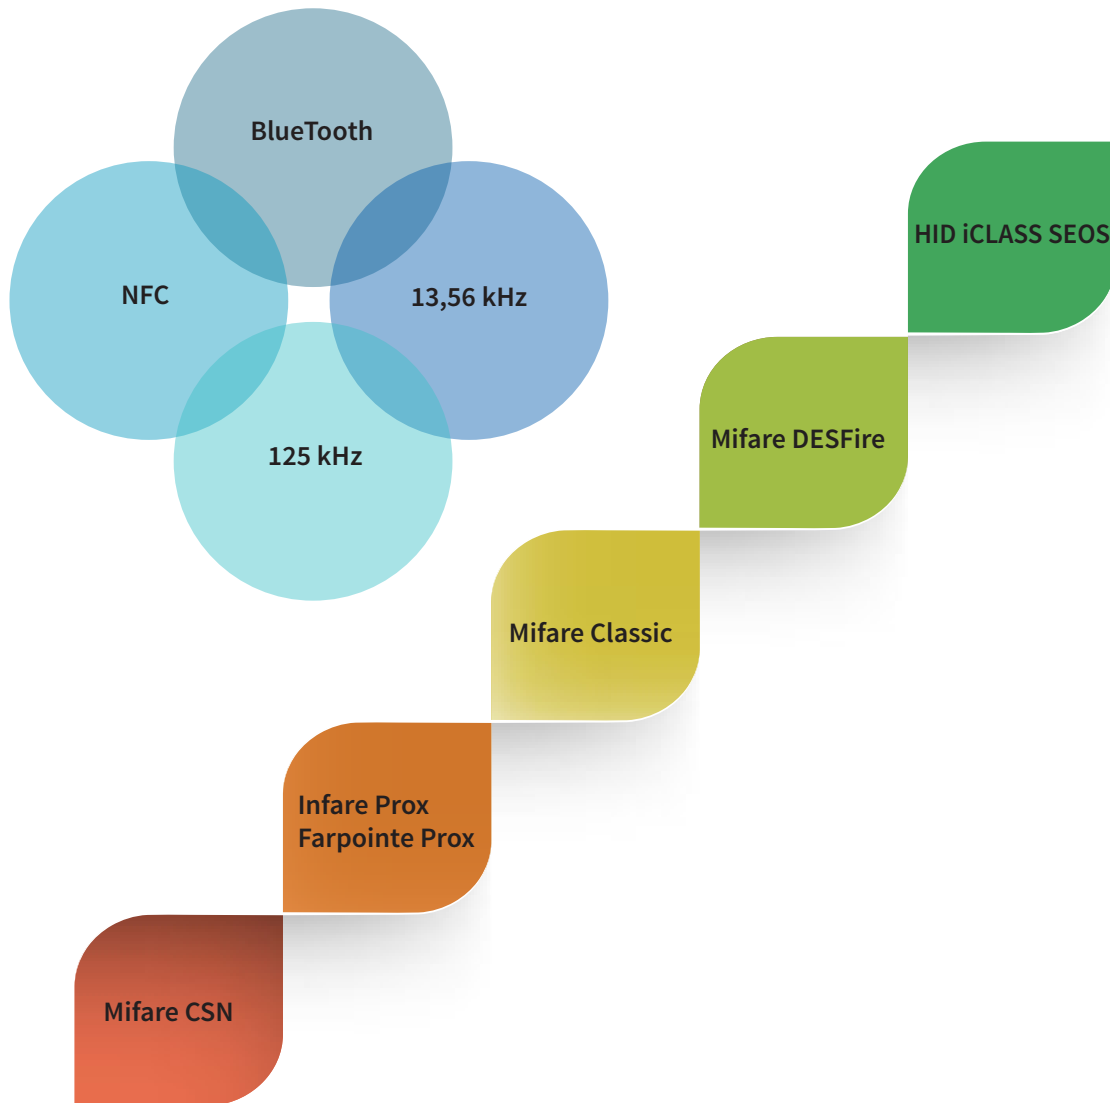 BlueTooth
NFC
13,56 kHz
125 kHz
HID iCLASS SEOS
Mifare DESFire
Mifare Classic
Infare Prox
Farpointe Prox
Mifare CSN